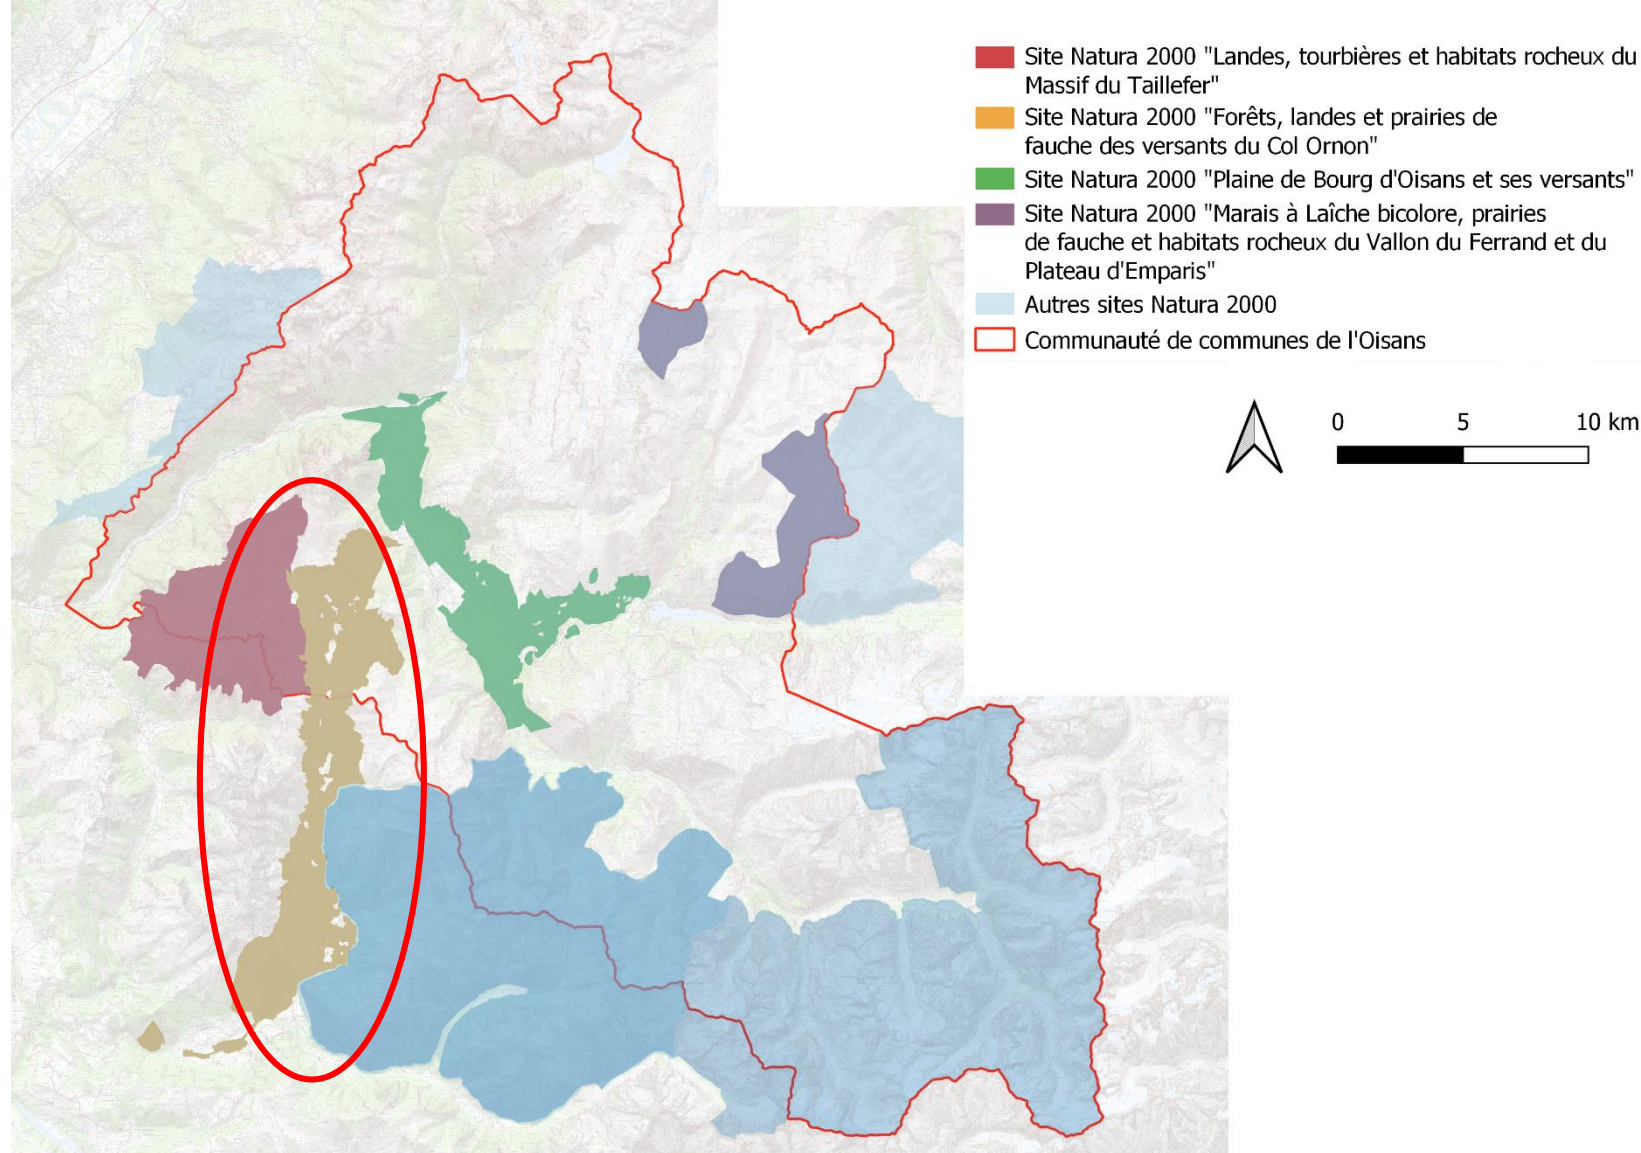 Site Natura 2000 "Landes, tourbières et habitats rocheux du
Massif du Taillefer"
Site Natura 2000 "Forêts, landes et prairies de
fauche des versants du Col Ornon"
Site Natura 2000 "Plaine de Bourg d'Oisans et ses versants"
Site Natura 2000 "Marais à Laîche bicolore, prairies
de fauche et habitats rocheux du Vallon du Ferrand et du
Plateau d'Emparis"
Autres sites Natura 2000
Communauté de communes de l'Oisans
0 5 10 km